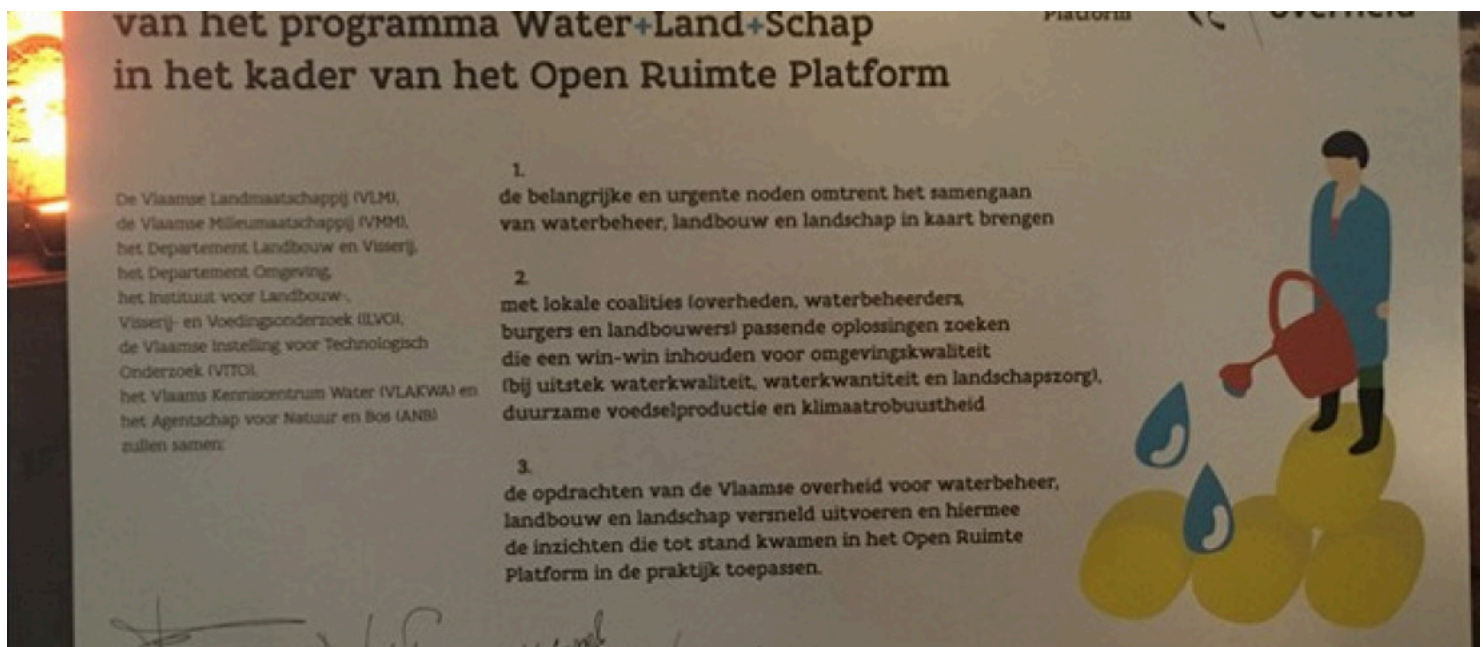 van het programma Water+Land+Schap
in het kader van het Open Ruimte Platform
Platform
overheid
De Vlaamse Landmaatschappij (VLM),
de Vlaamse Milieumaatschappij (VMM),
het Departement Landbouw en Visserij,
het Departement Omgeving,
het Instituut voor Landbouw-,
Visserij- en Voedingsonderzoek (ILVO),
de Vlaamse Instelling voor Technologisch
Onderzoek (VITO),
het Vlaams Kenniscentrum Water (VLAKWA) en
het Agentschap voor Natuur en Bos (ANB)
zullen samen:
1.
de belangrijke en urgente noden omtrent het samengaan
van waterbeheer, landbouw en landschap in kaart brengen
2.
met lokale coalities (overheden, waterbeheerders,
burgers en landbouwers) passende oplossingen zoeken
die een win-win inhouden voor omgevingskwaliteit
(bij uitstek waterkwaliteit, waterkwantiteit en landschapszorg),
duurzame voedselproductie en klimaatrobuustheid
3.
de opdrachten van de Vlaamse overheid voor waterbeheer,
landbouw en landschap versneld uitvoeren en hiermee
de inzichten die tot stand kwamen in het Open Ruimte
Platform in de praktijk toepassen.